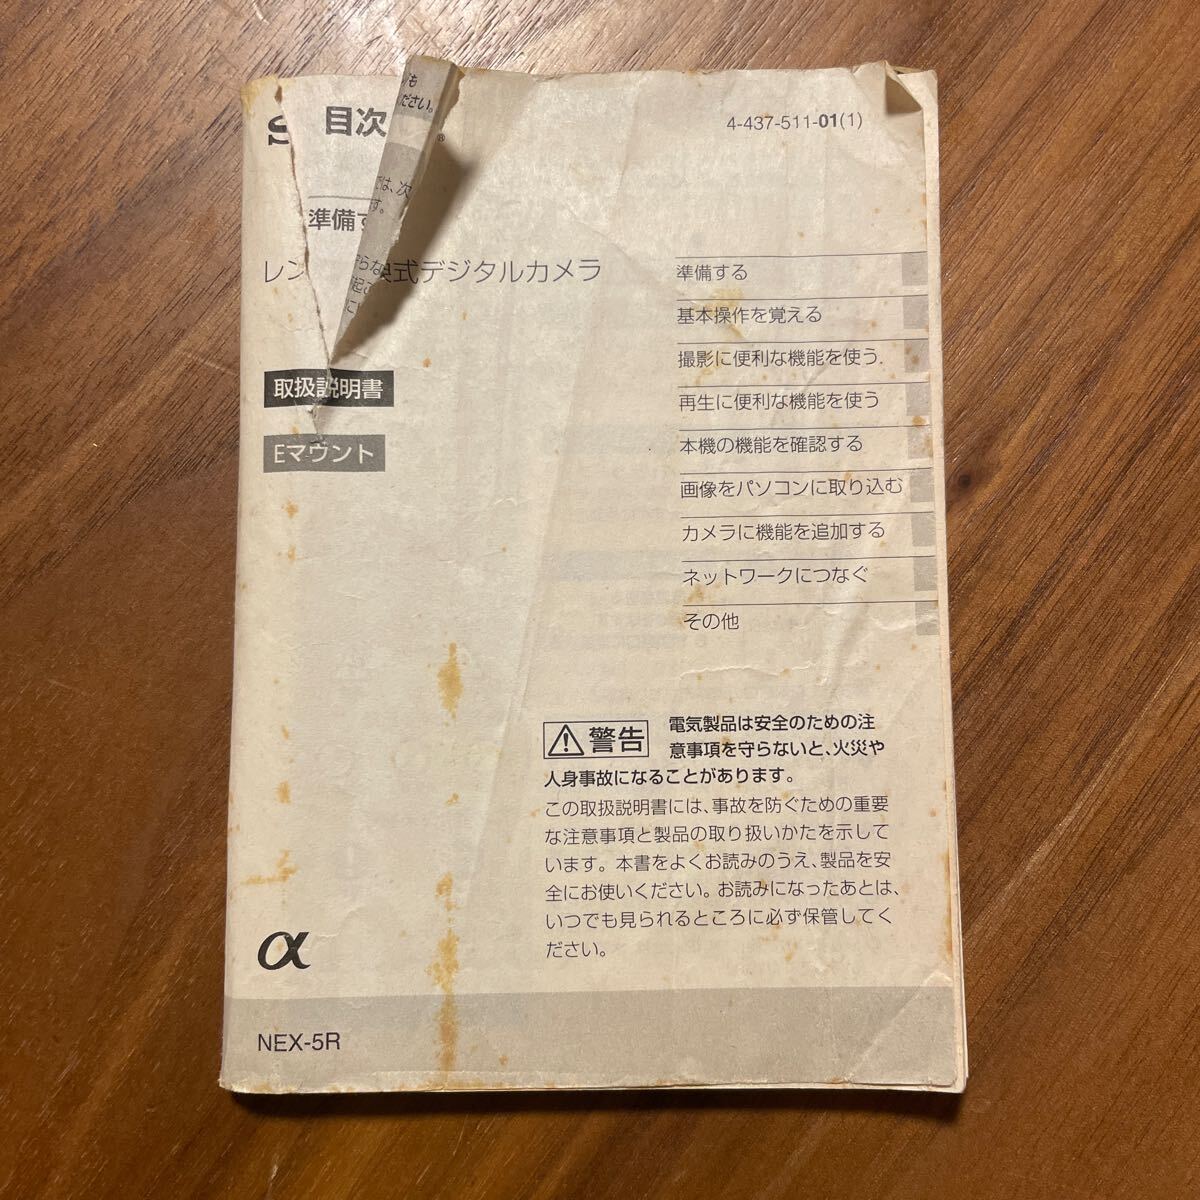 S
目次
®
も
ださい。
では、次
す。
準備す
4-437-511-01(1)
レン
換式デジタルカメラ
らな
起こ
に
取扱説明書
Eマウント
準備する
基本操作を覚える
撮影に便利な機能を使う
再生に便利な機能を使う
本機の機能を確認する
画像をパソコンに取り込む
カメラに機能を追加する
ネットワークにつなぐ
その他
警告
電気製品は安全のための注
意事項を守らないと、火災や
人身事故になることがあります。
この取扱説明書には、事故を防ぐための重要
な注意事項と製品の取り扱いかたを示して
います。本書をよくお読みのうえ、製品を安
全にお使いください。お読みになったあとは、
いつでも見られるところに必ず保管してく
ださい。
α
NEX-5R